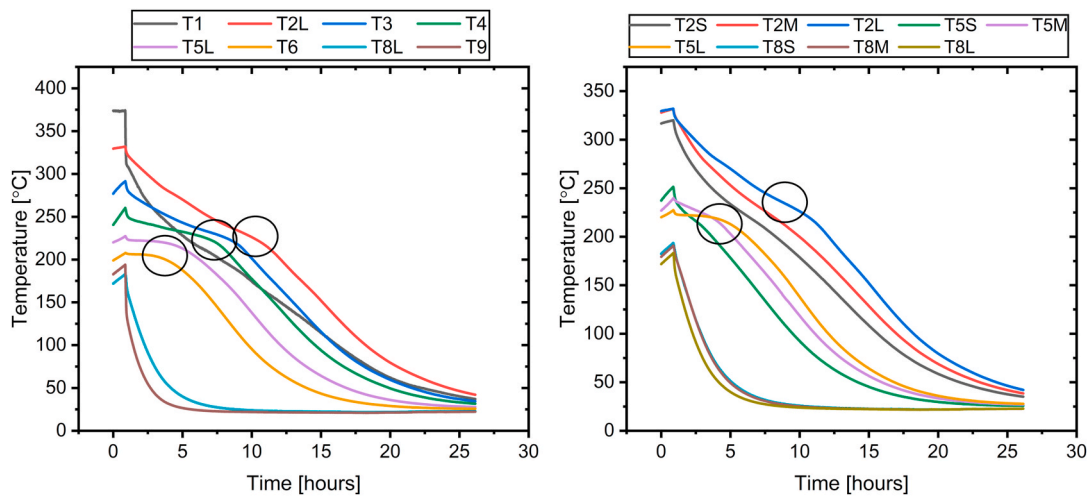 T1 T2L T3 T4
T5L T6 T8L T9
400
350
300
250
200
150
100
50
0
Temperature [°C]
0 5 10 15 20 25 30
Time [hours]
T2S T2M T2L T5S T5M
T5L T8S T8M T8L
350
300
250
200
150
100
50
0
Temperature [°C]
0 5 10 15 20 25 30
Time [hours]